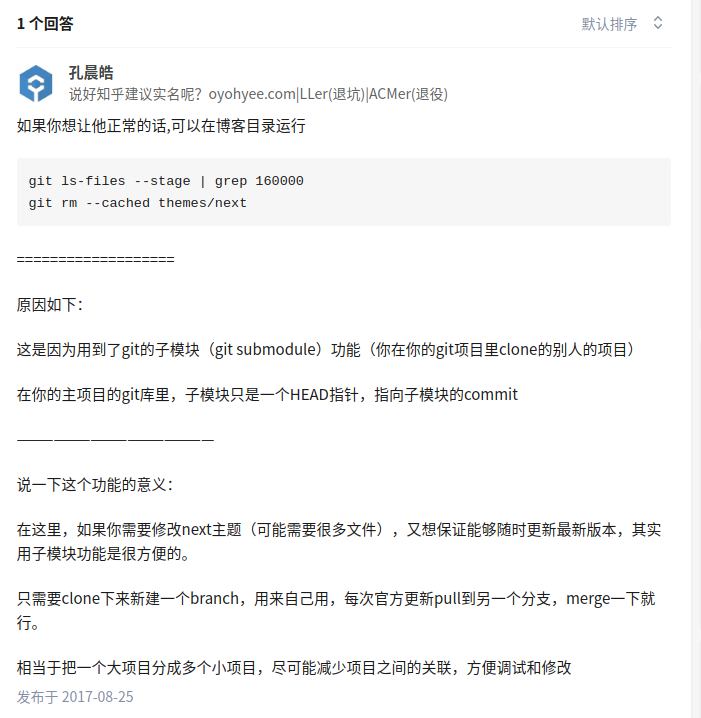 1 个回答
默认排序
孔晨皓
说好知乎建议实名呢？oyohyee.com|LLer(退坑)|ACMer(退役)
如果你想让他正常的话,可以在博客目录运行
git ls-files --stage | grep 160000
git rm --cached themes/next
===================
原因如下：
这是因为用到了git的子模块（git submodule）功能（你在你的git项目里clone的别人的项目）
在你的主项目的git库里，子模块只是一个HEAD指针，指向子模块的commit
———————————————
说一下这个功能的意义：
在这里，如果你需要修改next主题（可能需要很多文件），又想保证能够随时更新最新版本，其实
用子模块功能是很方便的。
只需要clone下来新建一个branch，用来自己用，每次官方更新pull到另一个分支，merge一下就
行。
相当于把一个大项目分成多个小项目，尽可能减少项目之间的关联，方便调试和修改
发布于 2017-08-25